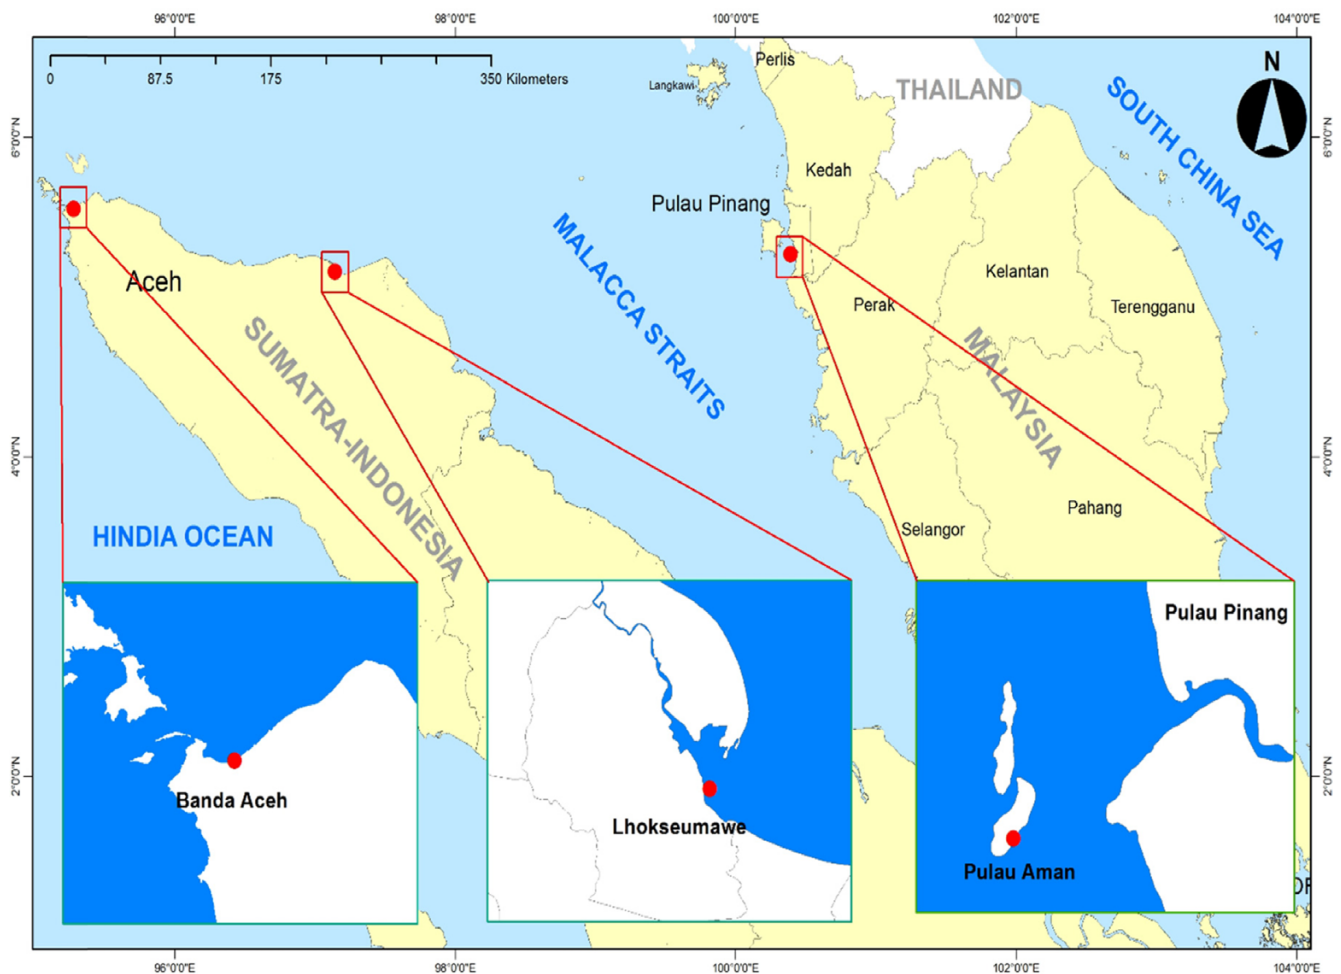 96°0'0"E 98°0'0"E 100°0'0"E 102°0'0"E 104°0'0"E
0 87.5 175 350 Kilometers
Perlis
Langkawi
THAILAND
N
SOUTH CHINA SEA
6°0'0"N
6°0'0"N
Kedah
Pulau Pinang
MALACCA STRAITS
Aceh
Kelantan
Perak
Terengganu
SUMATRA-INDONESIA
MALAYSIA
4°0'0"N
4°0'0"N
HINDIA OCEAN
Selangor
Pahang
Pulau Pinang
2°0'0"N
2°0'0"N
Banda Aceh
Lhokseumawe
Pulau Aman
96°0'0"E 98°0'0"E 100°0'0"E 102°0'0"E 104°0'0"E